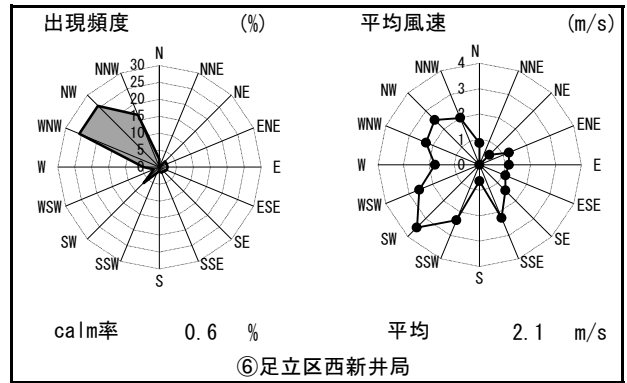 出現頻度 (%) 平均風速 (m/s)
N N
NNW 30 NNE NNW 4 NNE
25
NW 20 NE NW 3 NE
15 2
WNW 10 ENE WNW 1 ENE
5
W 0 E W 0 E
WSW ESE WSW ESE
SW SE SW SE
SSW SSE SSW SSE
S S
calm率 0.6 % 平均 2.1 m/s
⑥足立区西新井局